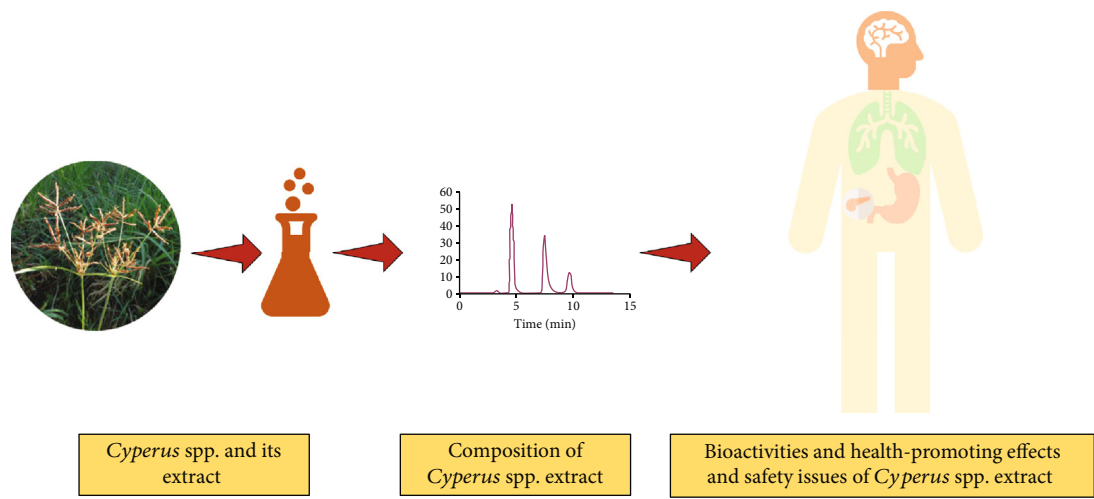 60
50
40
30
20
10
0
0 5 10 15
Time (min)
Cyperus spp. and its
extract
Composition of
Cyperus spp. extract
Bioactivities and health-promoting effects
and safety issues of Cyperus spp. extract